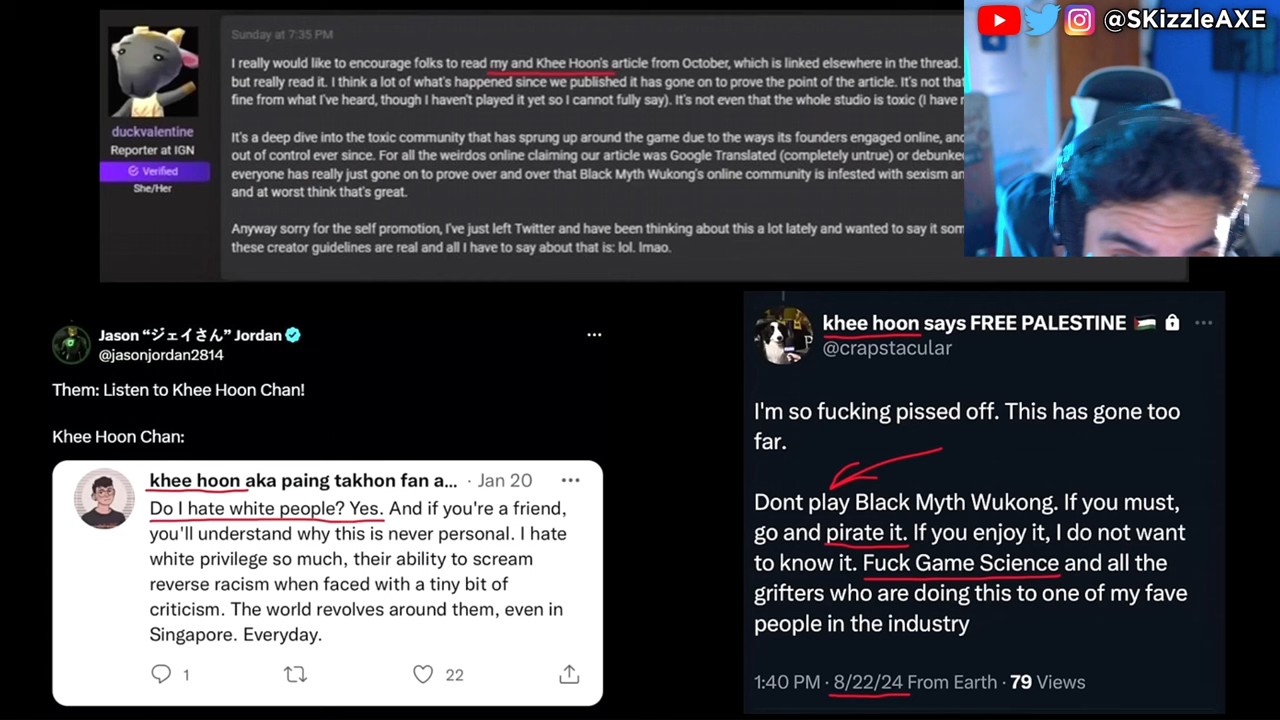 @SKizzleAXE
Sunday at 7:35 PM
I really would like to encourage folks to read my and Khee Hoon's article from October, which is linked elsewhere in the thread.
but really read it. I think a lot of what's happened since we published it has gone on to prove the point of the article. It's not that
fine from what I've heard, though I haven't played it yet so I cannot fully say). It's not even that the whole studio is toxic (I have
duckvalentine
Reporter at IGN
Verified
She/Her
It's a deep dive into the toxic community that has sprung up around the game due to the ways its founders engaged online, and
out of control ever since. For all the weirdos online claiming our article was Google Translated (completely untrue) or debunked
everyone has really just gone on to prove over and over that Black Myth Wukong's online community is infested with sexism
and at worst think that's great.
Anyway sorry for the self promotion, I've just left Twitter and have been thinking about this a lot lately and wanted to say it
these creator guidelines are real and all I have to say about that is: lol. lmao.
Jason “ジェイさん” Jordan
@jasonjordan2814
Them: Listen to Khee Hoon Chan!
Khee Hoon Chan:
khee hoon aka paing takhon fan a... · Jan 20
Do I hate white people? Yes. And if you're a friend,
you'll understand why this is never personal. I hate
white privilege so much, their ability to scream
reverse racism when faced with a tiny bit of
criticism. The world revolves around them, even in
Singapore. Everyday.
1
22
khee hoon says FREE PALESTINE 🇵🇸
@crapstacular
I'm so fucking pissed off. This has gone too
far.
Dont play Black Myth Wukong. If you must,
go and pirate it. If you enjoy it, I do not want
to know it. Fuck Game Science and all the
grifters who are doing this to one of my fave
people in the industry
1:40 PM · 8/22/24 From Earth · 79 Views